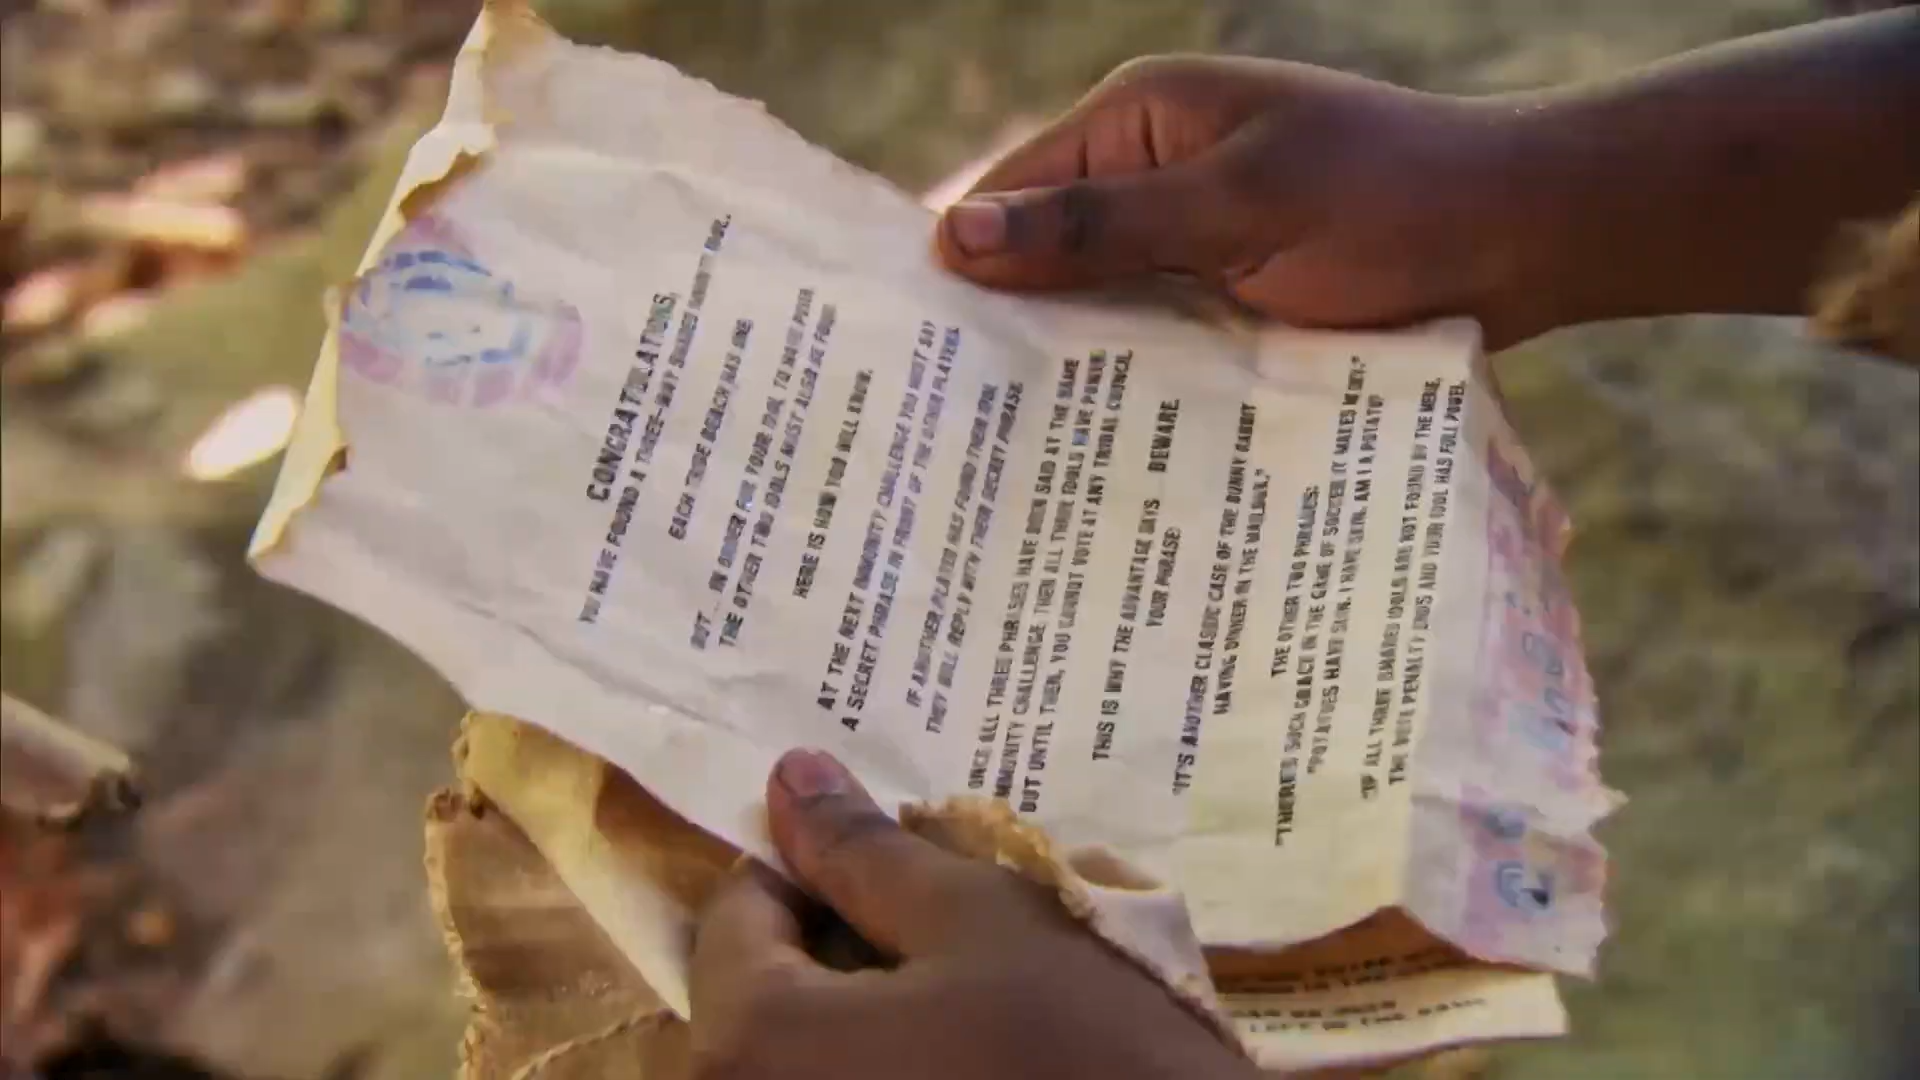 CONGRATULATIONS,
YOU HAVE FOUND A THREE-WAY SHARED IMMUNITY IDOL.
EACH TRIBE BEACH HAS ONE
BUT... IN ORDER FOR YOUR IDOL TO HAVE POWER
THE OTHER TWO IDOLS MUST ALSO BE FOUND
HERE IS HOW YOU WILL KNOW.
AT THE NEXT IMMUNITY CHALLENGE YOU MUST SAY
A SECRET PHRASE IN FRONT OF THE OTHER PLAYERS.
IF ANOTHER PLAYER HAS FOUND THEIR IDOL
THEY WILL REPLY WITH THEIR SECRET PHRASE
ONCE ALL THREE PHRASES HAVE BEEN SAID AT THE SAME
IMMUNITY CHALLENGE, THEN ALL THREE IDOLS HAVE POWER.
BUT UNTIL THEN, YOU CANNOT VOTE AT ANY TRIBAL COUNCIL
THIS IS WHY THE ADVANTAGE SAYS BEWARE.
YOUR PHRASE:
"IT'S ANOTHER CLASSIC CASE OF THE BUNNY RABBIT
HAVING DINNER IN THE MAILBOX."
THE OTHER TWO PHRASES:
"THERE'S SUCH GRACE IN THE GAME OF SOCCER IT MAKES ME CRY."
"POTATOES HAVE SKIN. I HAVE SKIN. AM I A POTATO?
*IF ALL THREE SHARED IDOLS ARE NOT FOUND BY THE MERGE,
THE VOTE PENALTY ENDS AND YOUR IDOL HAS FULL POWER.